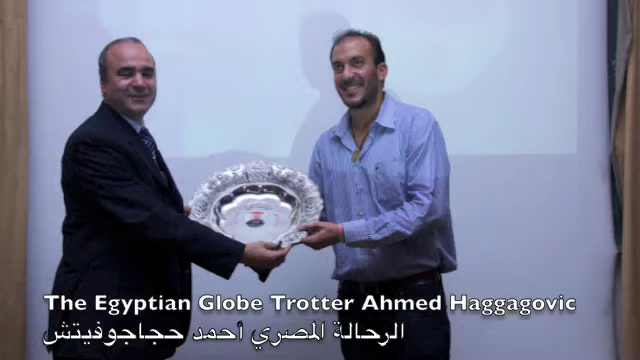 The Egyptian Globe Trotter Ahmed Haggagovic
الرحالة المصري أحمد حجاجوفيتش